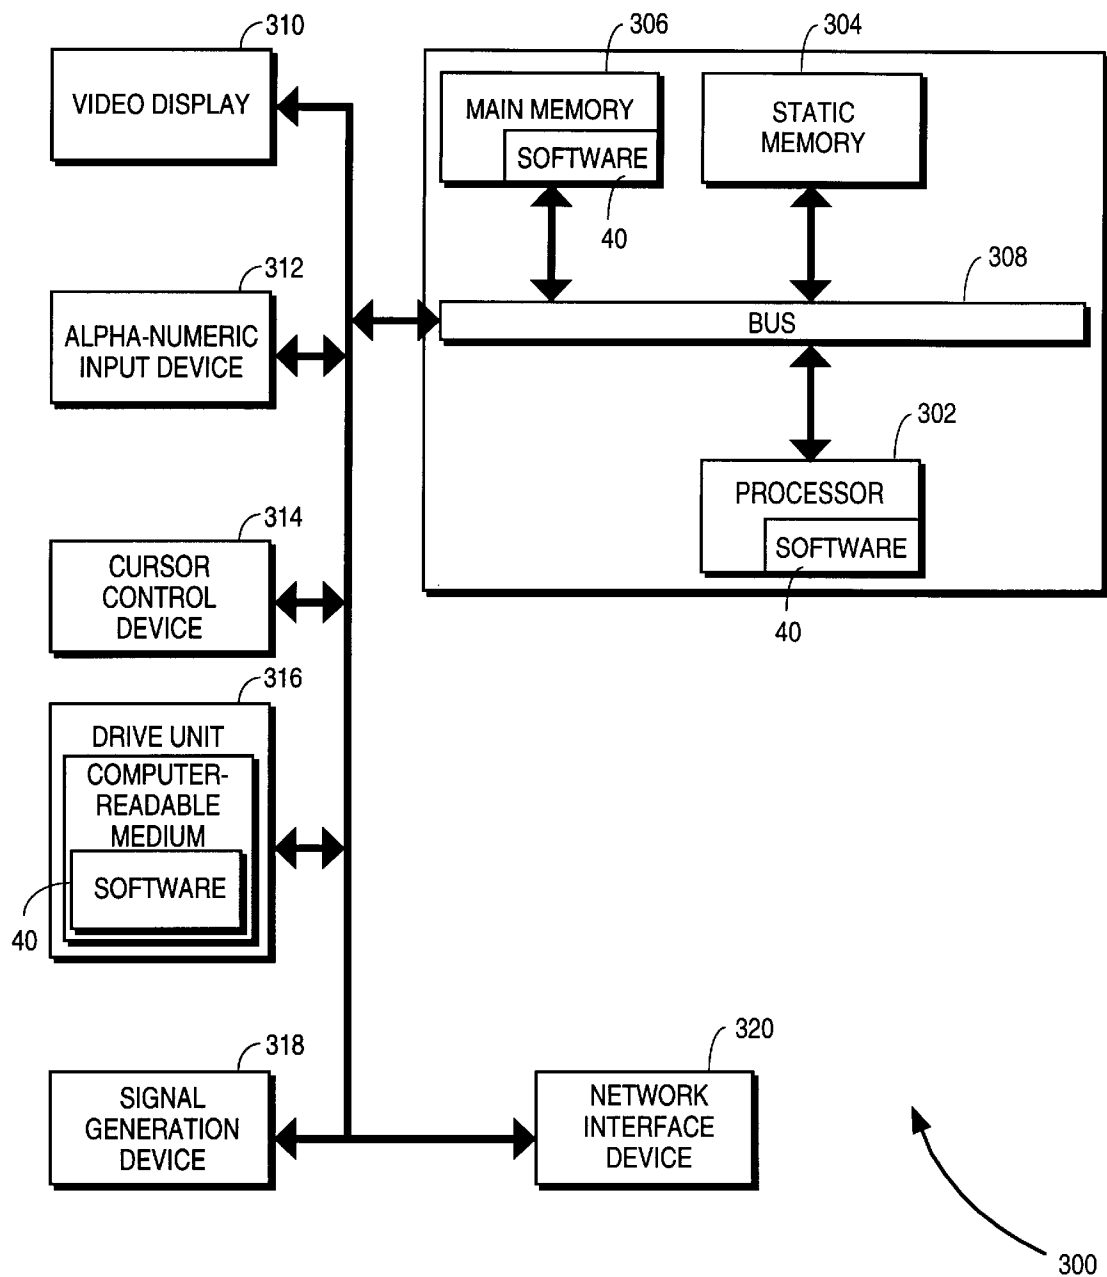 310
VIDEO DISPLAY
306
MAIN MEMORY
SOFTWARE
40
304
STATIC
MEMORY
312
ALPHA-NUMERIC
INPUT DEVICE
308
BUS
302
PROCESSOR
SOFTWARE
40
314
CURSOR
CONTROL
DEVICE
316
DRIVE UNIT
COMPUTER-
READABLE
MEDIUM
SOFTWARE
40
318
SIGNAL
GENERATION
DEVICE
320
NETWORK
INTERFACE
DEVICE
300